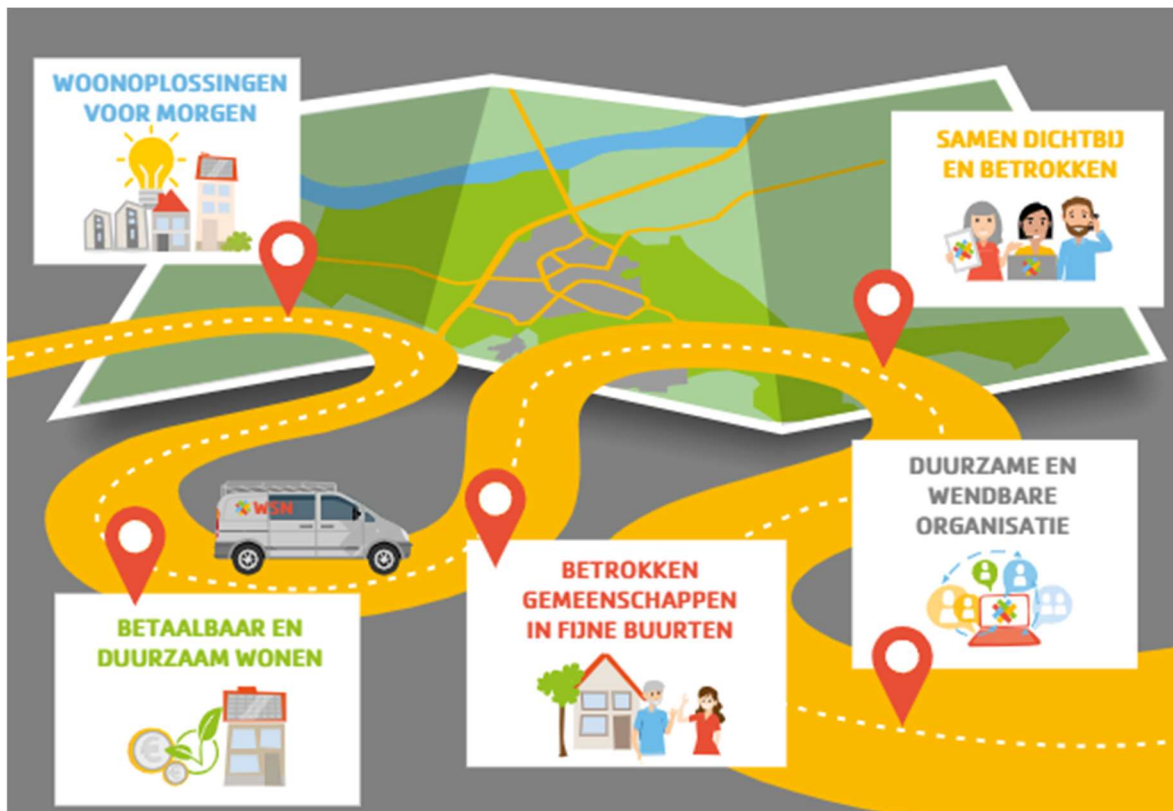 WOONOPLOSSINGEN
VOOR MORGEN
SAMEN DICHTBIJ
EN BETROKKEN
DUURZAME EN
WENDBARE
ORGANISATIE
WSN
BETROKKEN
GEMEENSCHAPPEN
IN FIJNE BUURTEN
BETAALBAAR EN
DUURZAAM WONEN